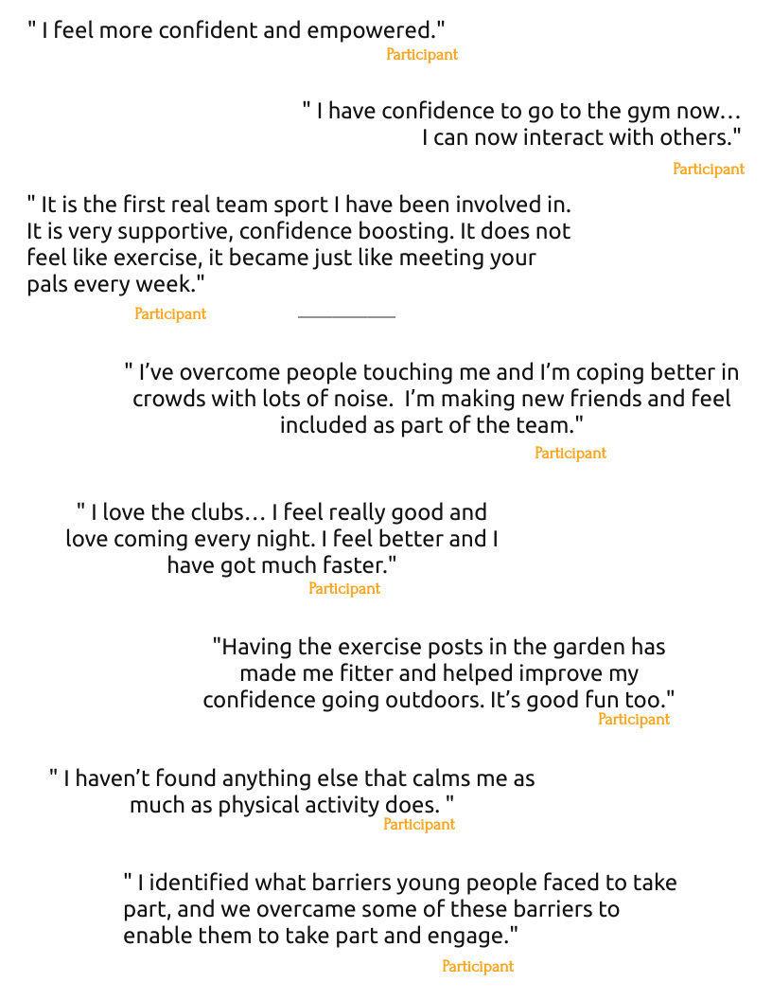 " I feel more confident and empowered."
Participant
" I have confidence to go to the gym now…
I can now interact with others."
Participant
" It is the first real team sport I have been involved in.
It is very supportive, confidence boosting. It does not
feel like exercise, it became just like meeting your
pals every week."
Participant
" I’ve overcome people touching me and I’m coping better in
crowds with lots of noise.  I’m making new friends and feel
included as part of the team."
Participant
" I love the clubs… I feel really good and
love coming every night. I feel better and I
have got much faster."
Participant
"Having the exercise posts in the garden has
made me fitter and helped improve my
confidence going outdoors. It’s good fun too."
Participant
" I haven’t found anything else that calms me as
much as physical activity does. "
Participant
" I identified what barriers young people faced to take
part, and we overcame some of these barriers to
enable them to take part and engage."
Participant